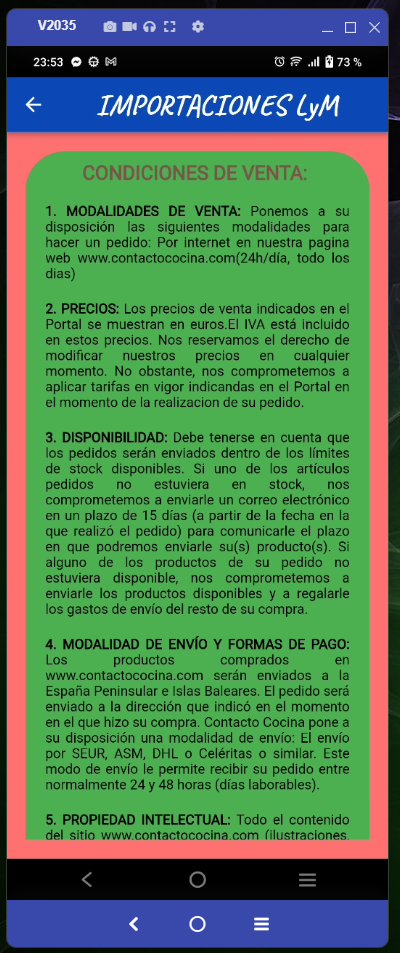 V2035
23:53
73 %
IMPORTACIONES LyM
CONDICIONES DE VENTA:
1. MODALIDADES DE VENTA: Ponemos a su
disposición las siguientes modalidades para
hacer un pedido: Por internet en nuestra pagina
web www.contactococina.com(24h/día, todo los
dias)
2. PRECIOS: Los precios de venta indicados en el
Portal se muestran en euros.El IVA está incluido
en estos precios. Nos reservamos el derecho de
modificar nuestros precios en cualquier
momento. No obstante, nos comprometemos a
aplicar tarifas en vigor indicandas en el Portal en
el momento de la realizacion de su pedido.
3. DISPONIBILIDAD: Debe tenerse en cuenta que
los pedidos serán enviados dentro de los límites
de stock disponibles. Si uno de los artículos
pedidos no estuviera en stock, nos
comprometemos a enviarle un correo electrónico
en un plazo de 15 días (a partir de la fecha en la
que realizó el pedido) para comunicarle el plazo
en que podremos enviarle su(s) producto(s). Si
alguno de los productos de su pedido no
estuviera disponible, nos comprometemos a
enviarle los productos disponibles y a regalarle
los gastos de envío del resto de su compra.
4. MODALIDAD DE ENVÍO Y FORMAS DE PAGO:
Los productos comprados en
www.contactococina.com serán enviados a la
España Peninsular e Islas Baleares. El pedido será
enviado a la dirección que indicó en el momento
en el que hizo su compra. Contacto Cocina pone a
su disposición una modalidad de envío: El envío
por SEUR, ASM, DHL o Celéritas o similar. Este
modo de envío le permite recibir su pedido entre
normalmente 24 y 48 horas (días laborables).
5. PROPIEDAD INTELECTUAL: Todo el contenido
del sitio www.contactococina.com (ilustraciones,